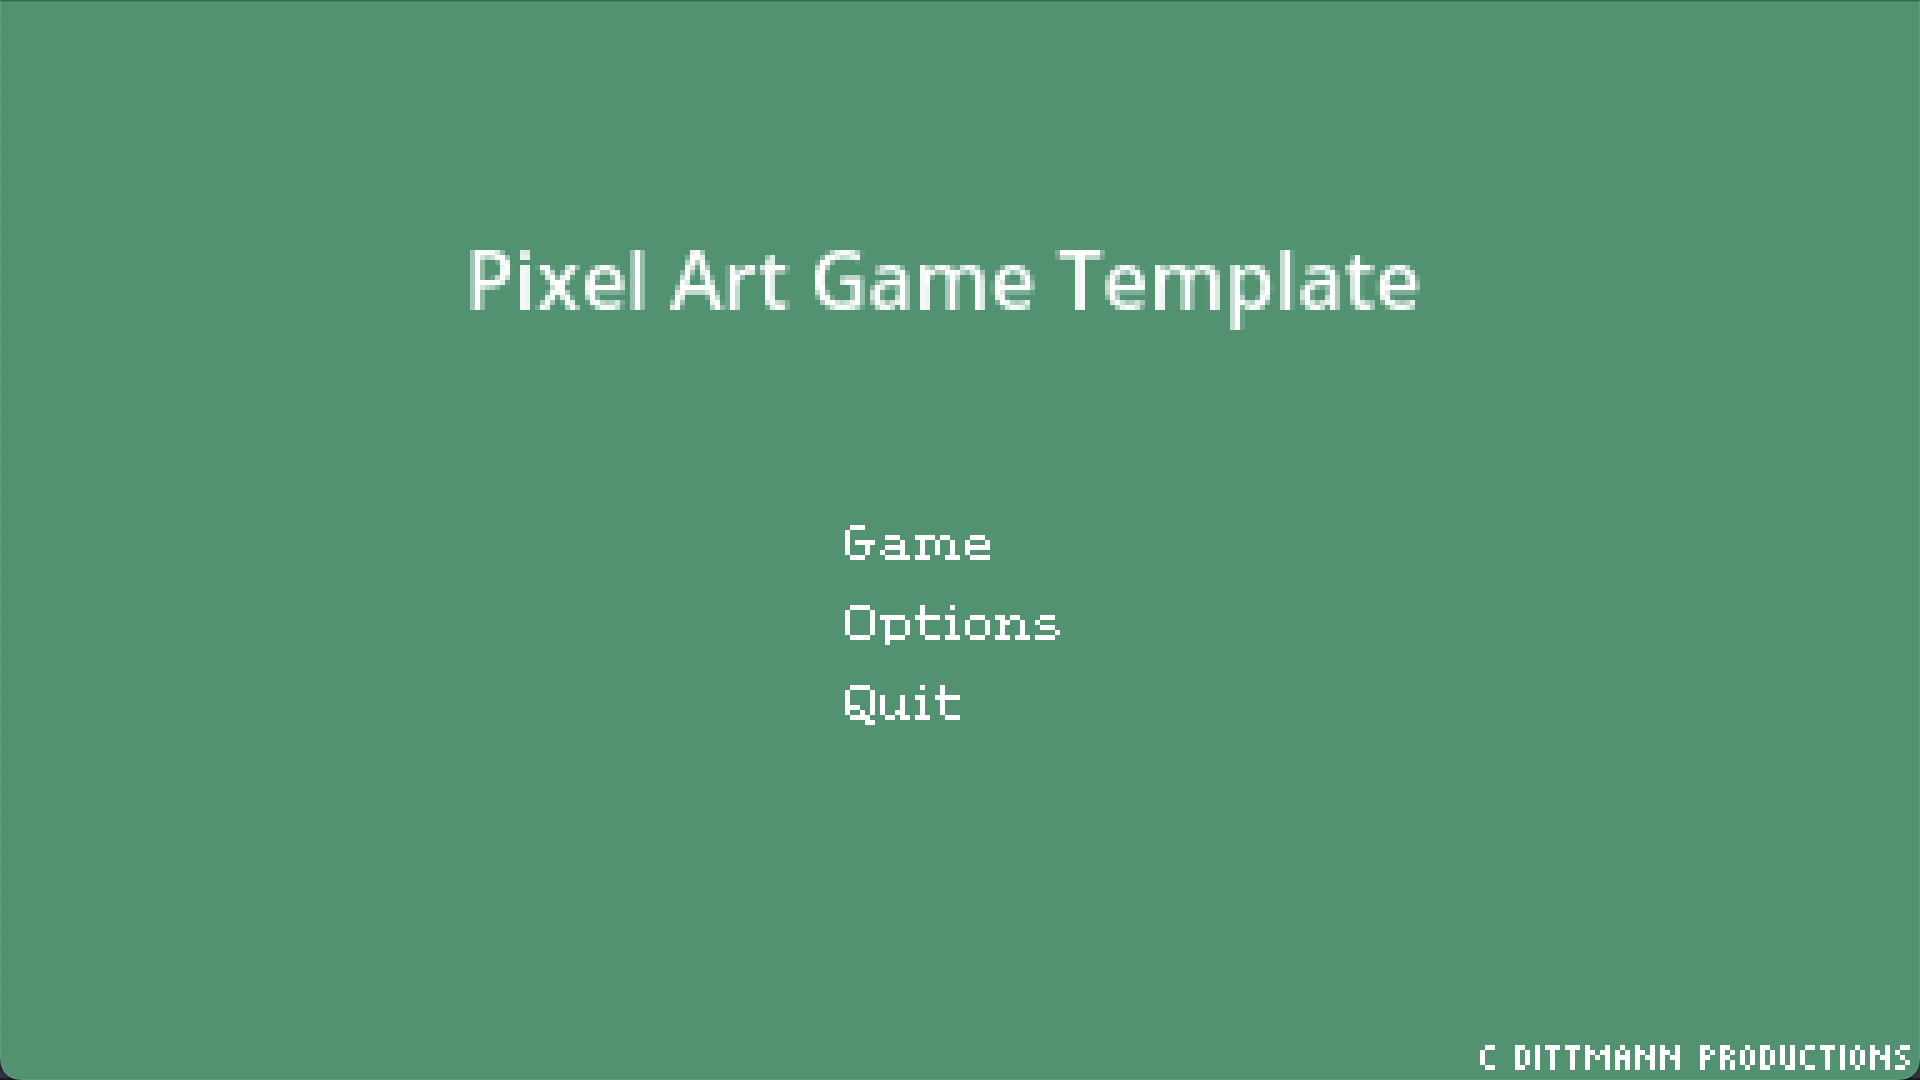 Pixel Art Game Template
Game
Options
Quit
C DITTMANN PRODUCTIONS